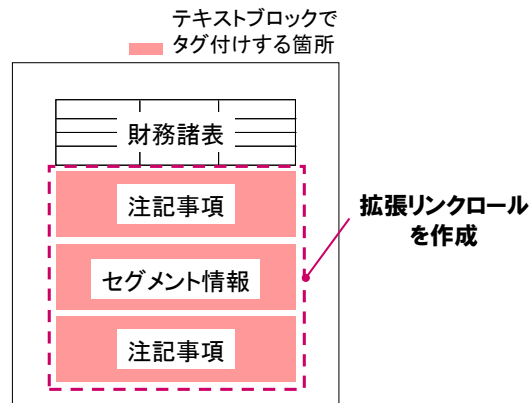 テキストブロックで
タグ付けする箇所
財務諸表
注記事項
拡張リンクロール
を作成
セグメント情報
注記事項